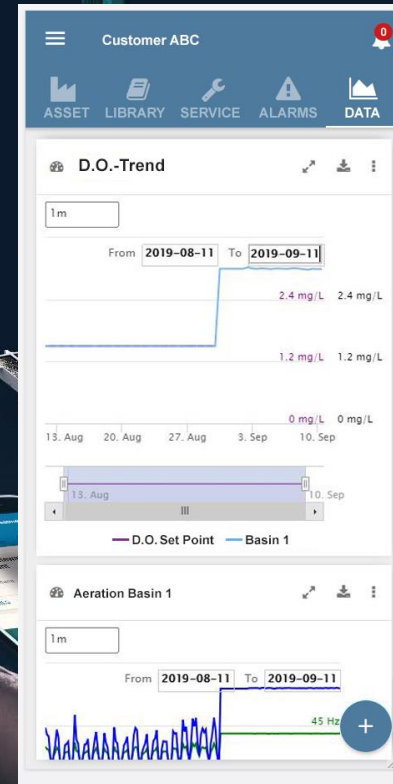 Customer ABC
0
ASSET LIBRARY SERVICE ALARMS DATA
D.O.-Trend
1m
From 2019-08-11 To 2019-09-11
2.4 mg/L 2.4 mg/L
1.2 mg/L 1.2 mg/L
0 mg/L 0 mg/L
13. Aug 20. Aug 27. Aug 3. Sep 10. Sep
13. Aug 10. Sep
D.O. Set Point Basin 1
Aeration Basin 1
1m
From 2019-08-11 To 2019-09-11
45 Hz
+